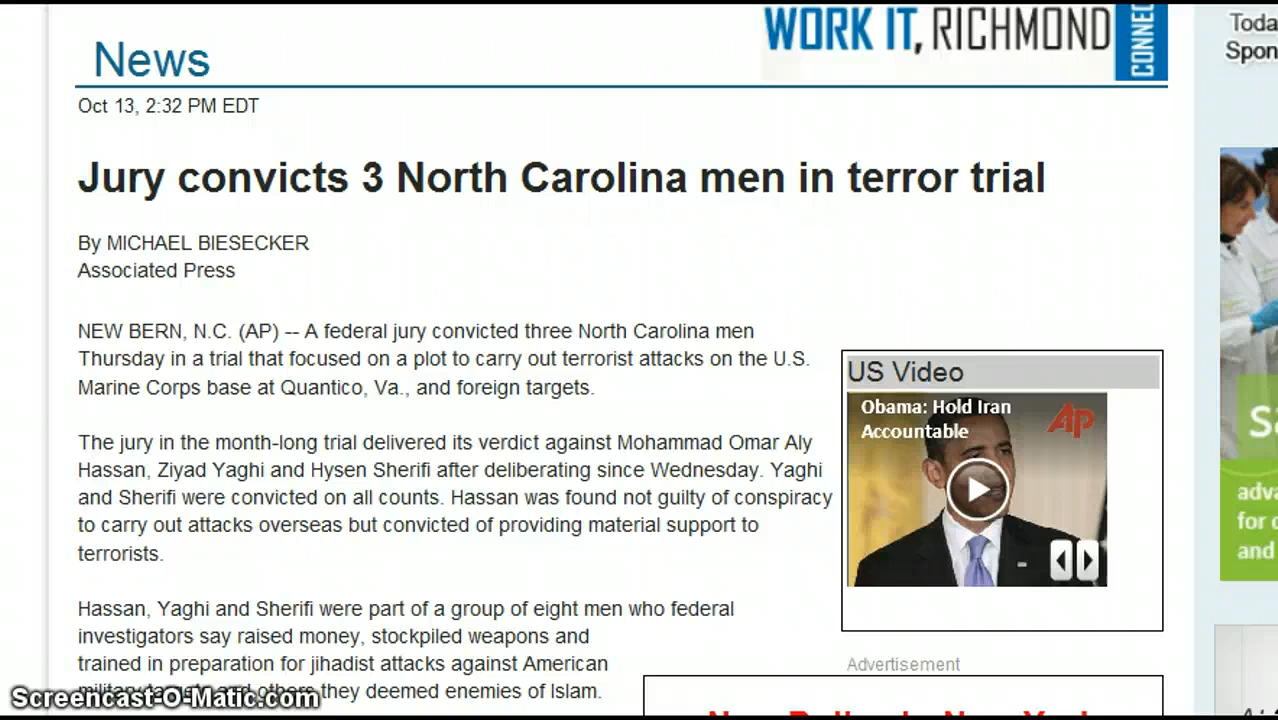 WORK IT, RICHMOND
CONNEC
Toda
Spon
News
Oct 13, 2:32 PM EDT
Jury convicts 3 North Carolina men in terror trial
By MICHAEL BIESECKER
Associated Press
NEW BERN, N.C. (AP) -- A federal jury convicted three North Carolina men
Thursday in a trial that focused on a plot to carry out terrorist attacks on the U.S.
Marine Corps base at Quantico, Va., and foreign targets.
The jury in the month-long trial delivered its verdict against Mohammad Omar Aly
Hassan, Ziyad Yaghi and Hysen Sherifi after deliberating since Wednesday. Yaghi
and Sherifi were convicted on all counts. Hassan was found not guilty of conspiracy
to carry out attacks overseas but convicted of providing material support to
terrorists.
Hassan, Yaghi and Sherifi were part of a group of eight men who federal
investigators say raised money, stockpiled weapons and
trained in preparation for jihadist attacks against American
they deemed enemies of Islam.
US Video
Obama: Hold Iran
Accountable
AP
Advertisement
adva
for c
and
Screencast-O-Matic.com